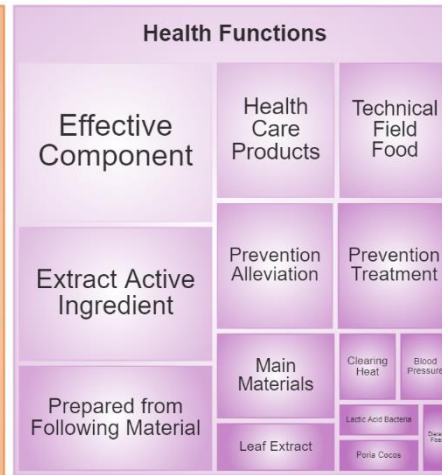 Health Functions
Effective
Component
Health
Care
Products
Technical
Field
Food
Extract Active
Ingredient
Prevention
Alleviation
Prevention
Treatment
Prepared from
Following Material
Main
Materials
Leaf Extract
Clearing
Heat
Blood
Pressure
Lactic Acid Bacteria
Poria Cocos